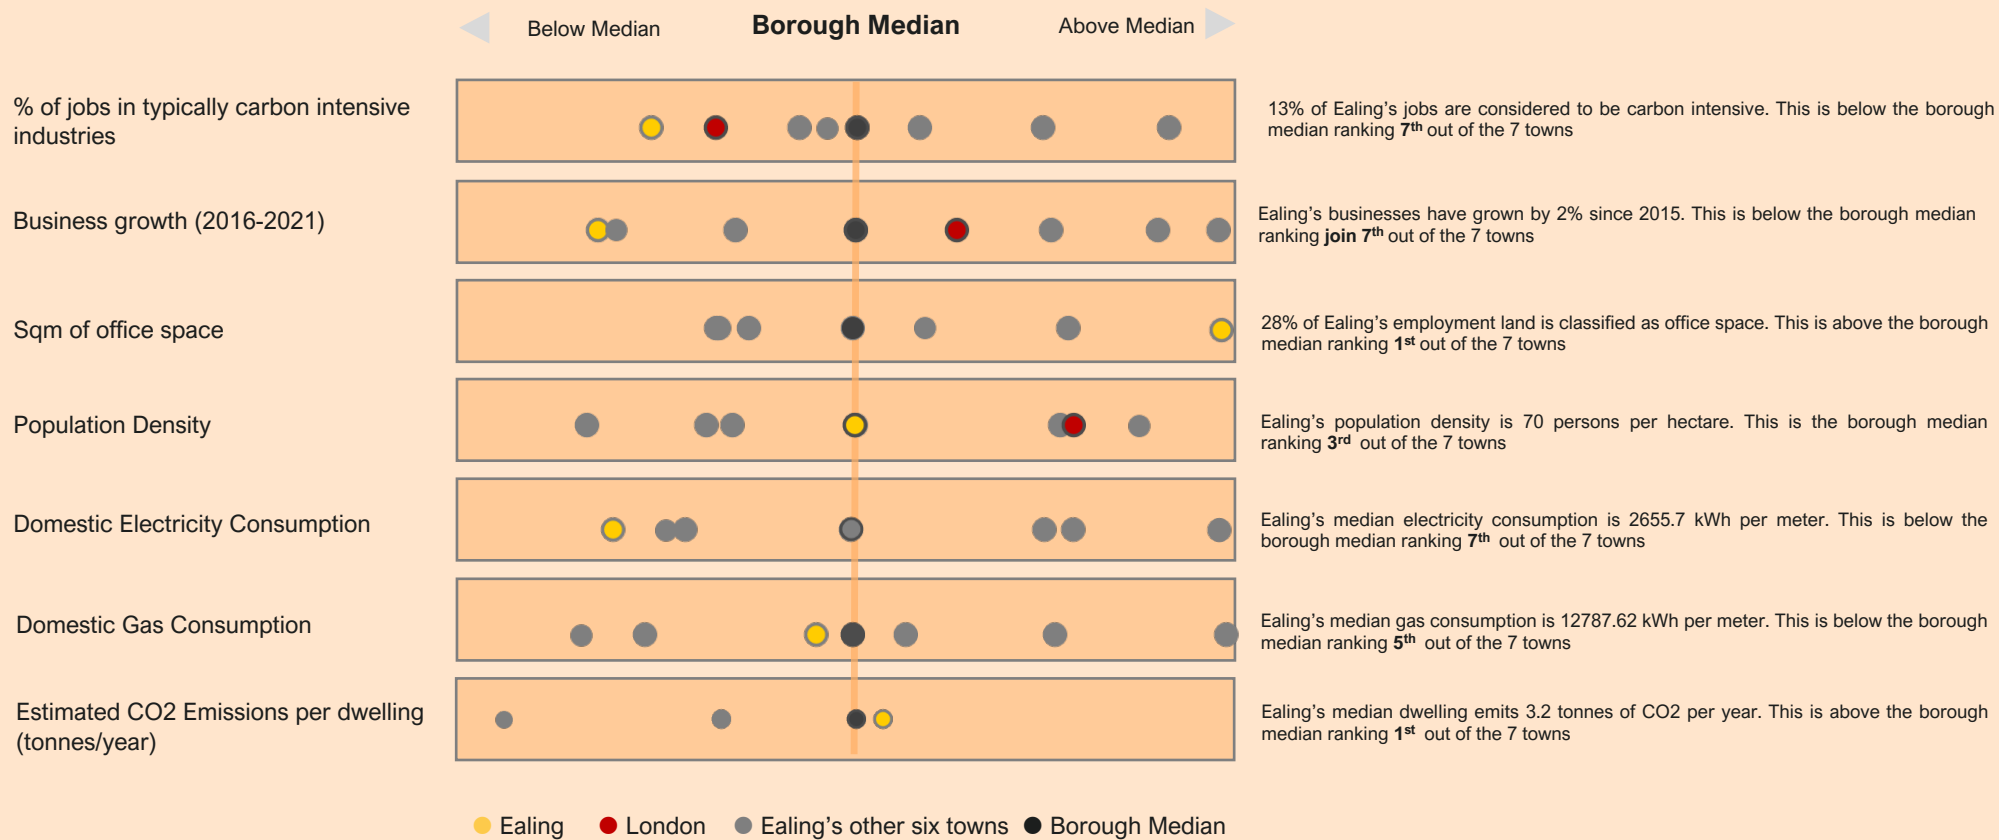 Below Median
Borough Median
Above Median
% of jobs in typically carbon intensive
industries
13% of Ealing's jobs are considered to be carbon intensive. This is below the borough
median ranking 7th out of the 7 towns
Business growth (2016-2021)
Ealing's businesses have grown by 2% since 2015. This is below the borough median
ranking join 7th out of the 7 towns
Sqm of office space
28% of Ealing's employment land is classified as office space. This is above the borough
median ranking 1st out of the 7 towns
Population Density
Ealing's population density is 70 persons per hectare. This is the borough median
ranking 3rd out of the 7 towns
Domestic Electricity Consumption
Ealing's median electricity consumption is 2655.7 kWh per meter. This is below the
borough median ranking 7th out of the 7 towns
Domestic Gas Consumption
Ealing's median gas consumption is 12787.62 kWh per meter. This is below the borough
median ranking 5th out of the 7 towns
Estimated CO2 Emissions per dwelling
(tonnes/year)
Ealing's median dwelling emits 3.2 tonnes of CO2 per year. This is above the borough
median ranking 1st out of the 7 towns
Ealing
London
Ealing's other six towns
Borough Median